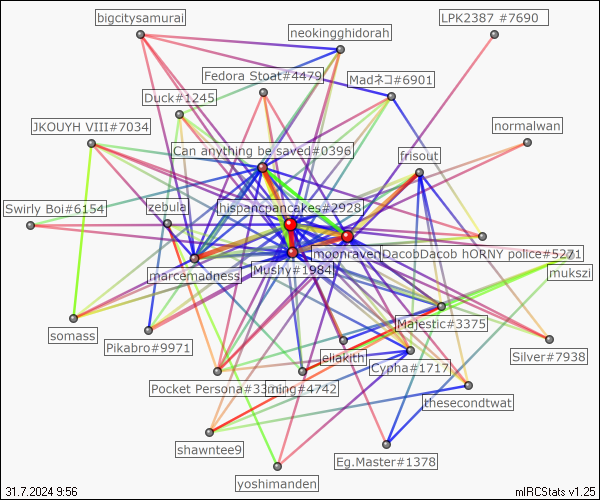 bigcitysamurai
LPK2387 #7690
neokingghidorah
Fedora Stoat#4479
Madネコ#6901
Duck#1245
JKOUYH VIII#7034
normalwan
Can anything be saved#0396
frisout
Swirly Boi#6154
zebula
hispancpancakes#2928
moonraven
DacobDacob hORNY police#5271
marcemadness
Mushy#1984
mukszi
somass
Majestic#3375
Pikabro#9971
eliakith
Silver#7938
Cypha#1717
Pocket Persona#33
ming#4742
thesecondtwat
shawntee9
Eg.Master#1378
yoshimanden
31.7.2024 9:56
mIRCStats v1.25